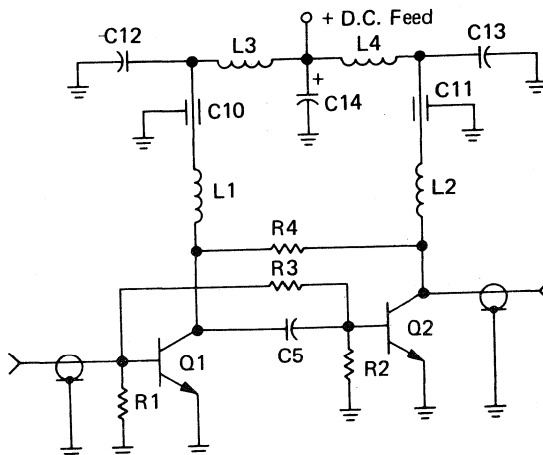 + D.C. Feed
C12
L3
L4
C13
+
C10
C14
C11
L1
L2
R4
R3
Q1
C5
Q2
R1
R2